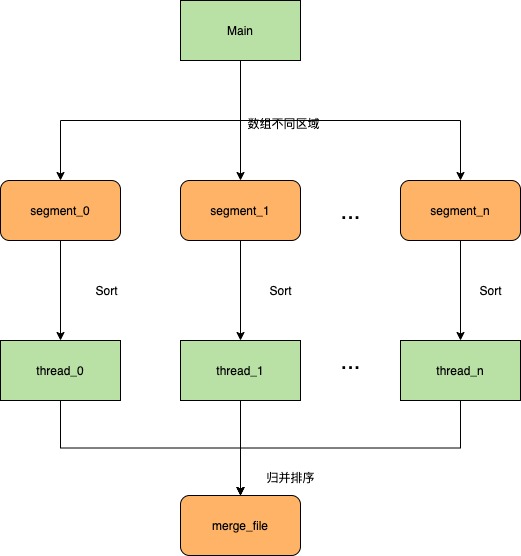 Main
数组不同区域
segment_0
segment_1
...
segment_n
Sort
Sort
Sort
thread_0
thread_1
...
thread_n
归并排序
merge_file